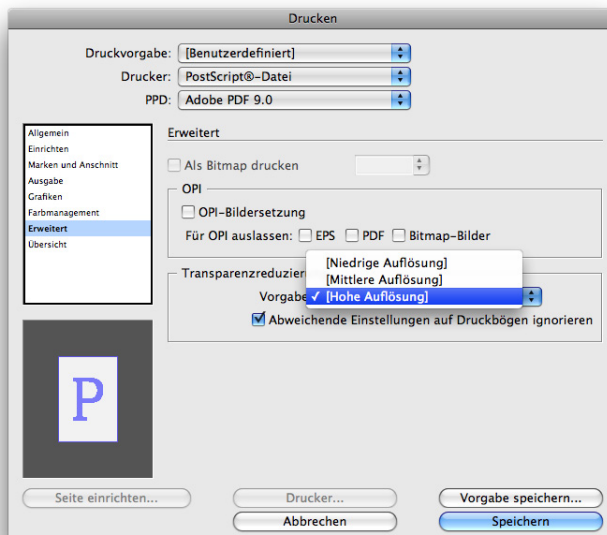 Drucken
Druckvorgabe: [Benutzerdefiniert]
Drucker: PostScript®-Datei
PPD: Adobe PDF 9.0
Allgemein
Einrichten
Marken und Anschnitt
Ausgabe
Grafiken
Farbmanagement
Erweitert
Übersicht
Erweitert
Als Bitmap drucken
OPI
OPI-Bildersetzung
Für OPI auslassen: EPS PDF Bitmap-Bilder
Transparenzreduzier
[Niedrige Auflösung]
[Mittlere Auflösung]
Vorgabe ✓ [Hohe Auflösung]
Abweichende Einstellungen auf Druckbögen ignorieren
P
Seite einrichten... Drucker... Vorgabe speichern...
Abbrechen Speichern